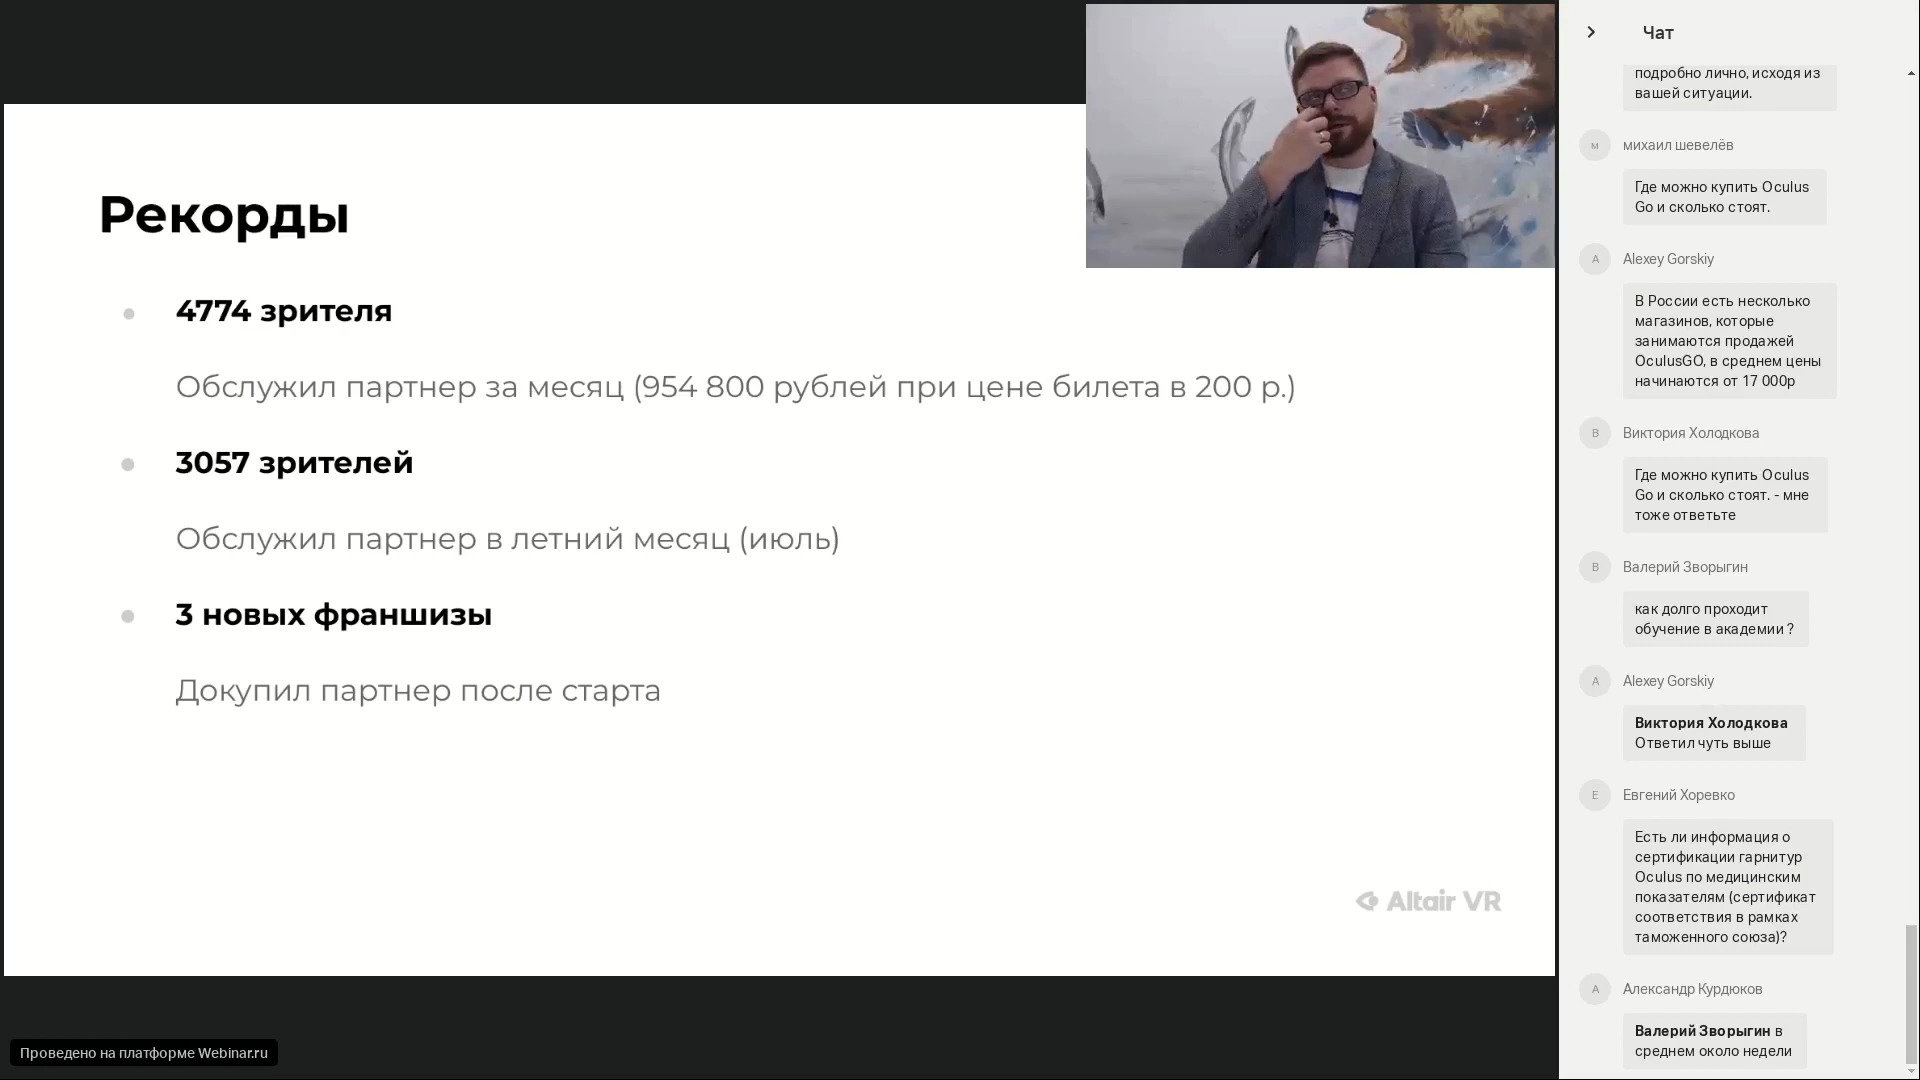 Рекорды
4774 зрителя
Обслужил партнер за месяц (954 800 рублей при цене билета в 200 р.)
3057 зрителей
Обслужил партнер в летний месяц (июль)
3 новых франшизы
Докупил партнер после старта
Altair VR
Проведено на платформе Webinar.ru
Чат
подробно лично, исходя из
вашей ситуации.
м
михаил шевелёв
Где можно купить Oculus
Go и сколько стоят.
A
Alexey Gorskiy
В России есть несколько
магазинов, которые
занимаются продажей
OculusGO, в среднем цены
начинаются от 17 000р
В
Виктория Холодкова
Где можно купить Oculus
Go и сколько стоят. - мне
тоже ответьте
В
Валерий Зворыгин
как долго проходит
обучение в академии ?
A
Alexey Gorskiy
Виктория Холодкова
Ответил чуть выше
Е
Евгений Хоревко
Есть ли информация о
сертификации гарнитур
Oculus по медицинским
показателям (сертификат
соответствия в рамках
таможенного союза)?
А
Александр Курдюков
Валерий Зворыгин в
среднем около недели